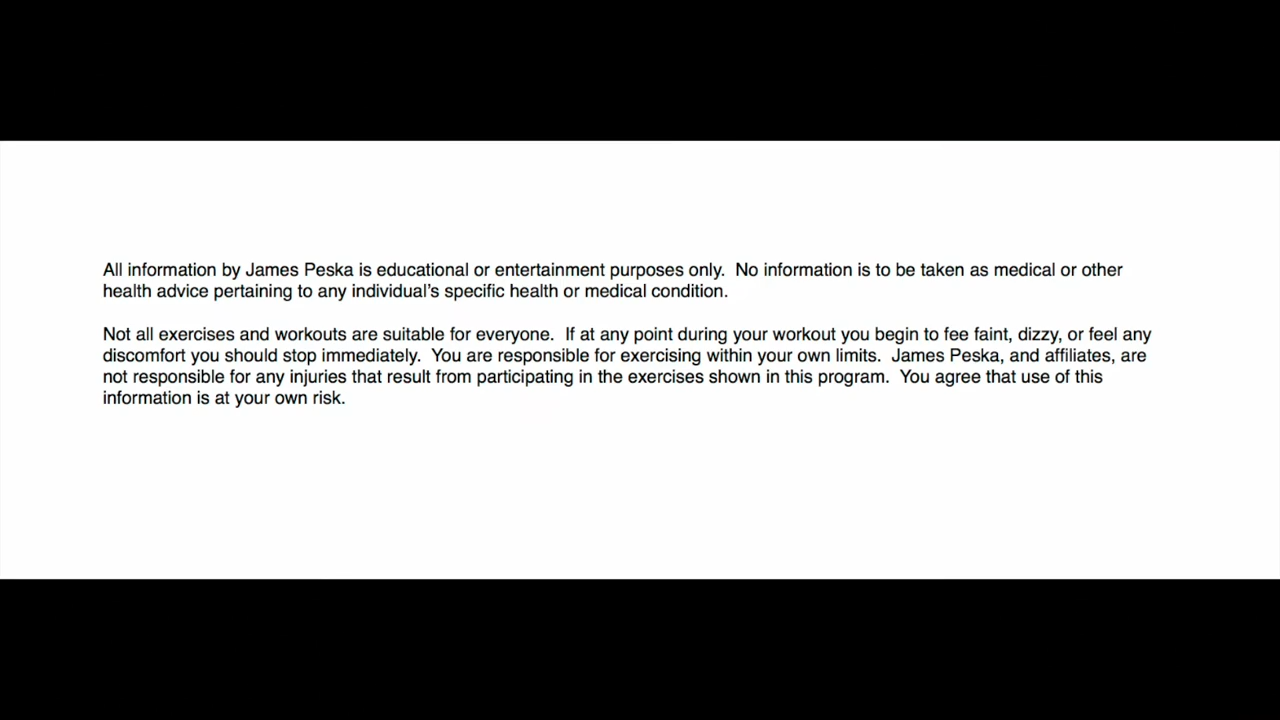 All information by James Peska is educational or entertainment purposes only.  No information is to be taken as medical or other
health advice pertaining to any individual’s specific health or medical condition.
Not all exercises and workouts are suitable for everyone.  If at any point during your workout you begin to fee faint, dizzy, or feel any
discomfort you should stop immediately.  You are responsible for exercising within your own limits.  James Peska, and affiliates, are
not responsible for any injuries that result from participating in the exercises shown in this program.  You agree that use of this
information is at your own risk.